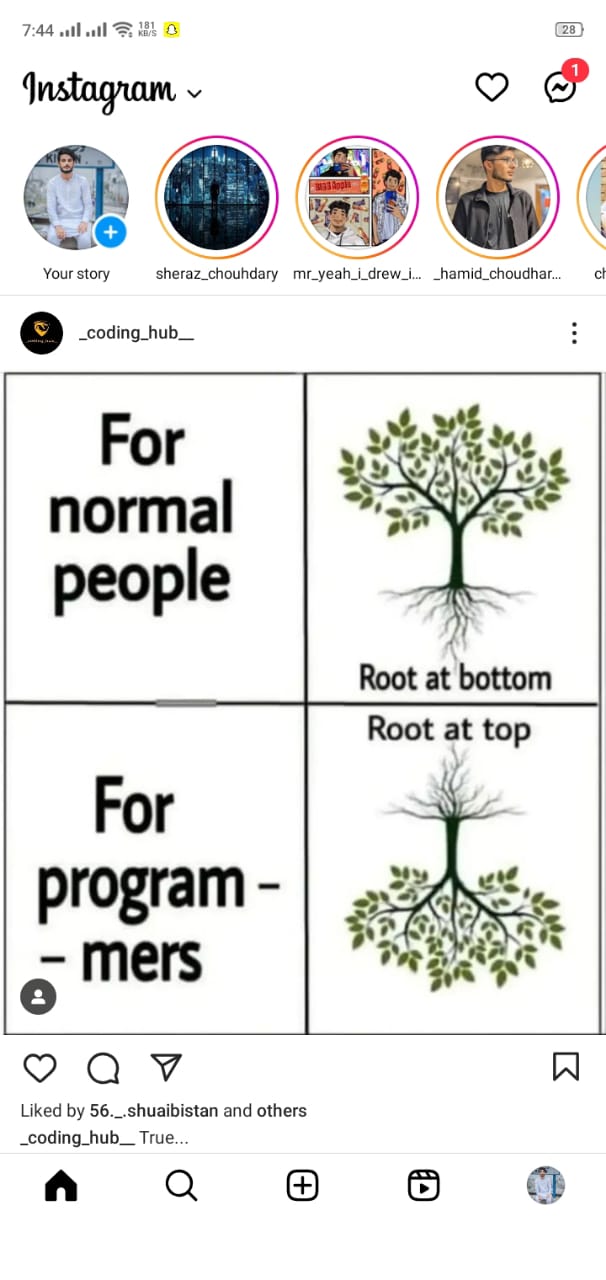 7:44
181
KB/S
28
Instagram
1
Your story
sheraz_chouhdary
mr_yeah_i_drew_i...
_hamid_choudhar...
ch
_coding_hub__
For
normal
people
Root at bottom
Root at top
For
program -
- mers
Liked by 56._.shuaibistan and others
_coding_hub__ True...